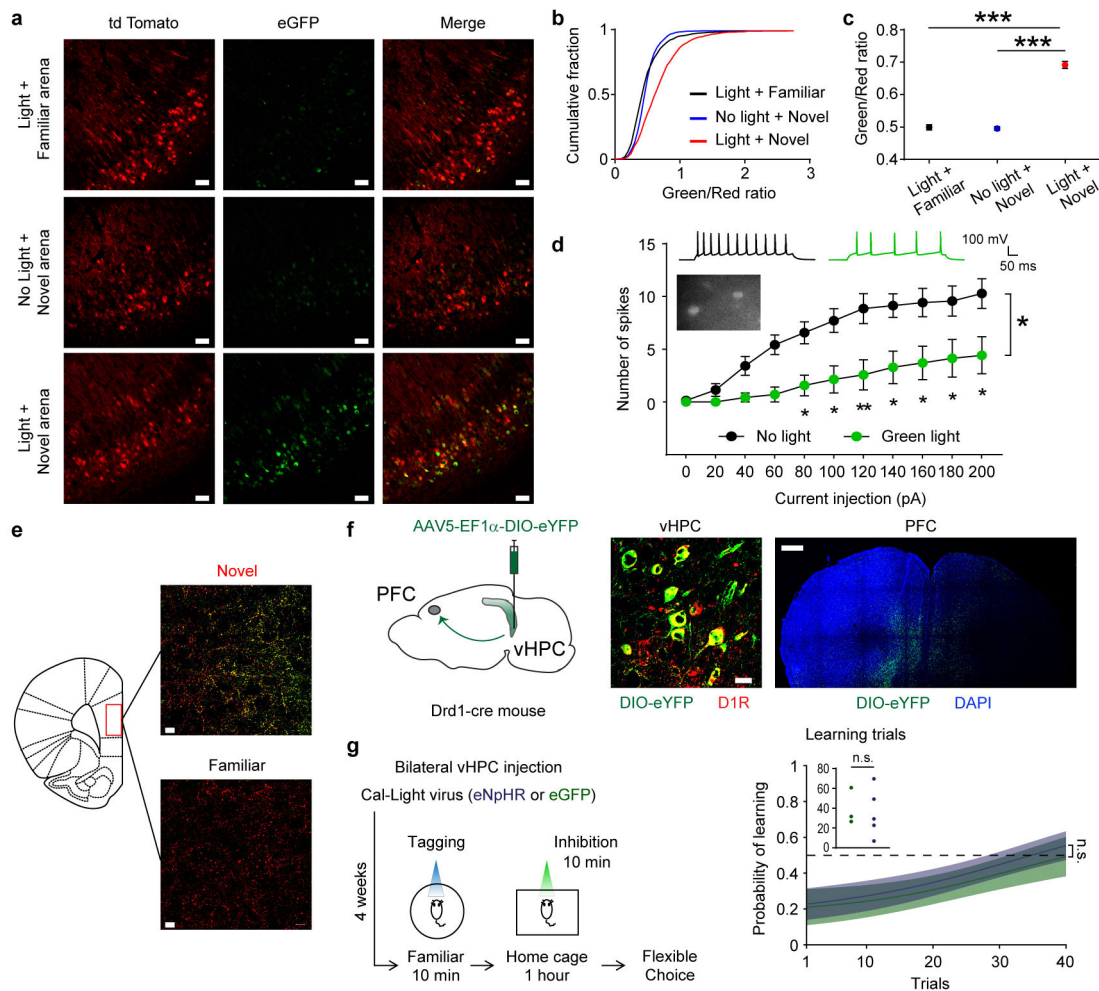 a
td Tomato
eGFP
Merge
Light +
Familiar arena
No Light +
Novel arena
Light +
Novel arena
b
Cumulative fraction
1
0.5
0
0
1
2
3
Green/Red ratio
Light + Familiar
No light + Novel
Light + Novel
c
Green/Red ratio
0.8
0.7
0.6
0.5
0.4
***
***
Light +
Familiar
No light +
Novel
Light +
Novel
d
Number of spikes
15
10
5
0
100 mV
50 ms
*
* * ** * * * *
No light
Green light
0 20 40 60 80 100 120 140 160 180 200
Current injection (pA)
e
Novel
Familiar
f
AAV5-EF1α-DIO-eYFP
PFC
vHPC
Drd1-cre mouse
vHPC
DIO-eYFP D1R
PFC
DIO-eYFP DAPI
g
Bilateral vHPC injection
Cal-Light virus (eNpHR or eGFP)
4 weeks
Tagging
Inhibition
10 min
Familiar
10 min
Home cage
1 hour
Flexible
Choice
Learning trials
n.s.
80
60
40
20
0
Probability of learning
1
0.8
0.6
0.4
0.2
0
n.s.
1 10 20 30 40
Trials